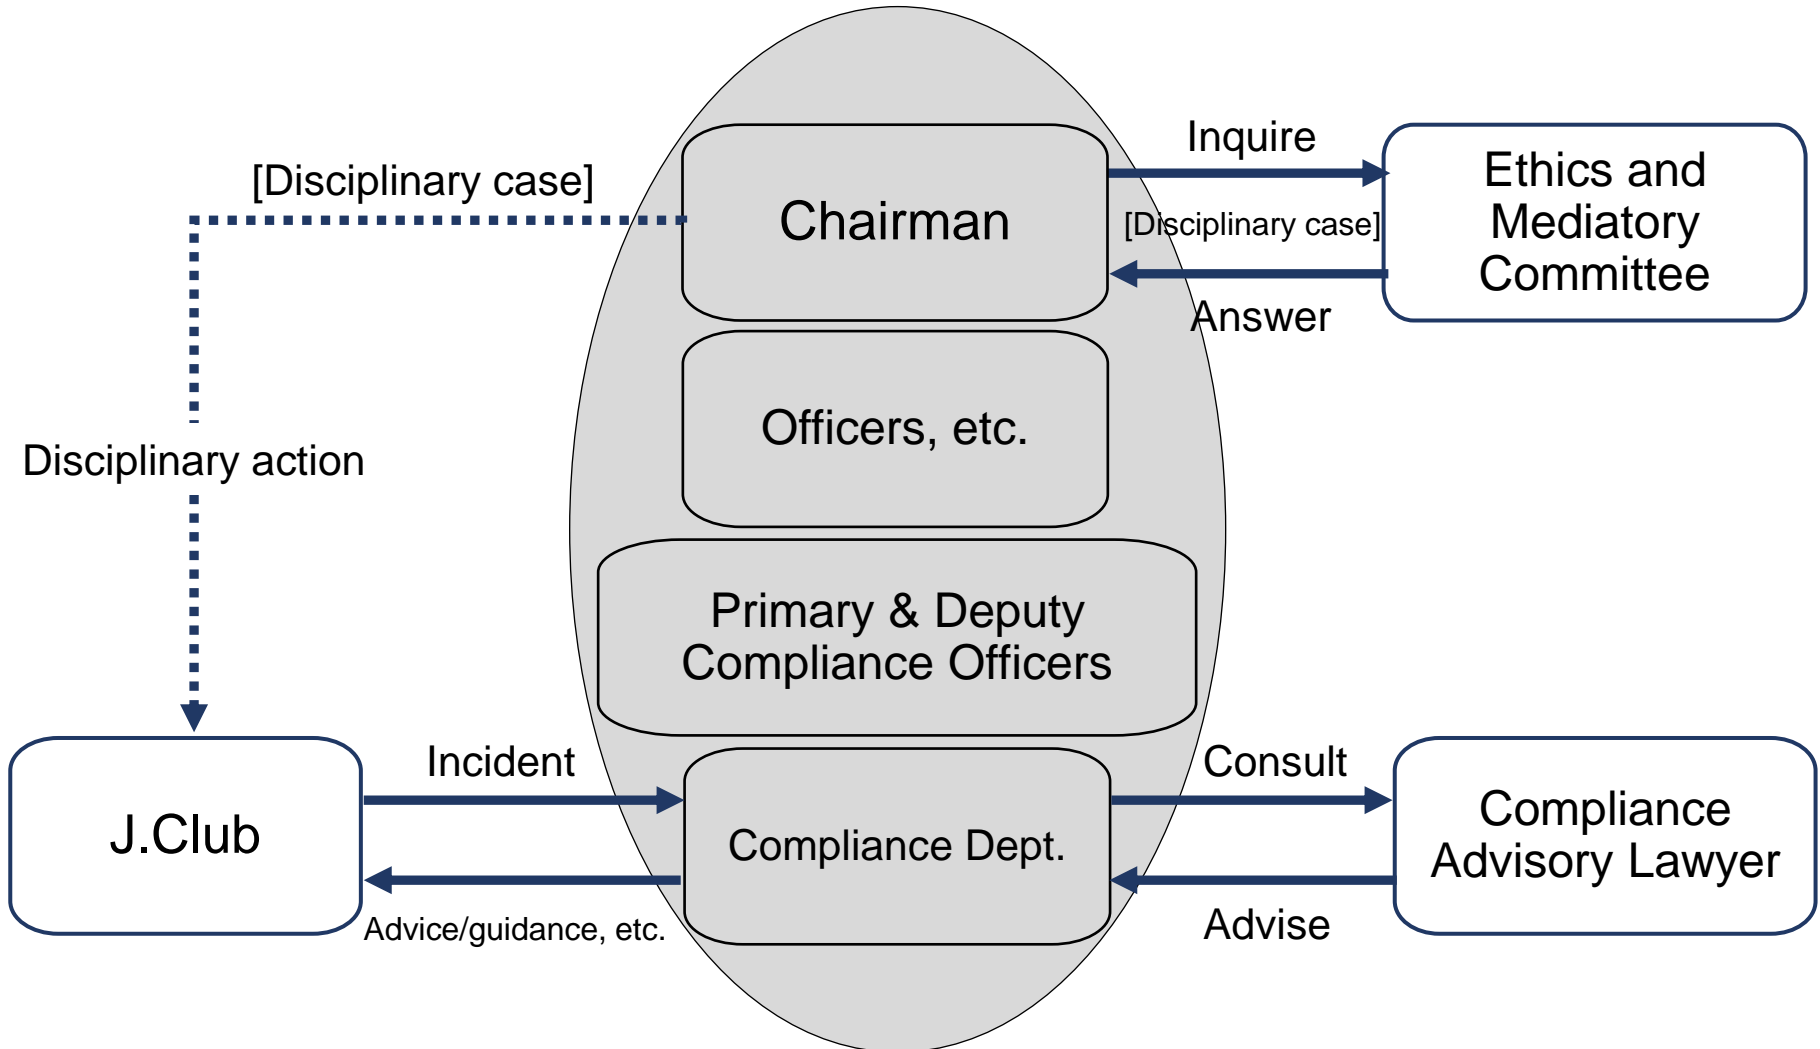 [Disciplinary case]
Chairman
Inquire
[Disciplinary case]
Answer
Ethics and
Mediatory
Committee
Officers, etc.
Disciplinary action
Primary & Deputy
Compliance Officers
J.Club
Incident
Advice/guidance, etc.
Compliance Dept.
Consult
Advise
Compliance
Advisory Lawyer